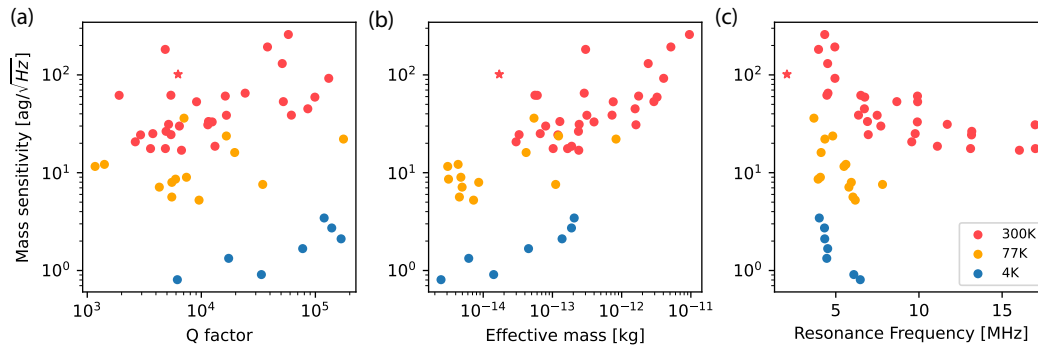 (a)
(b)
(c)
Mass sensitivity [ag/√Hz]
10²
10¹
10⁰
10³
10⁴
10⁵
Q factor
10⁻¹⁴
10⁻¹³
10⁻¹²
10⁻¹¹
Effective mass [kg]
5
10
15
Resonance Frequency [MHz]
300K
77K
4K